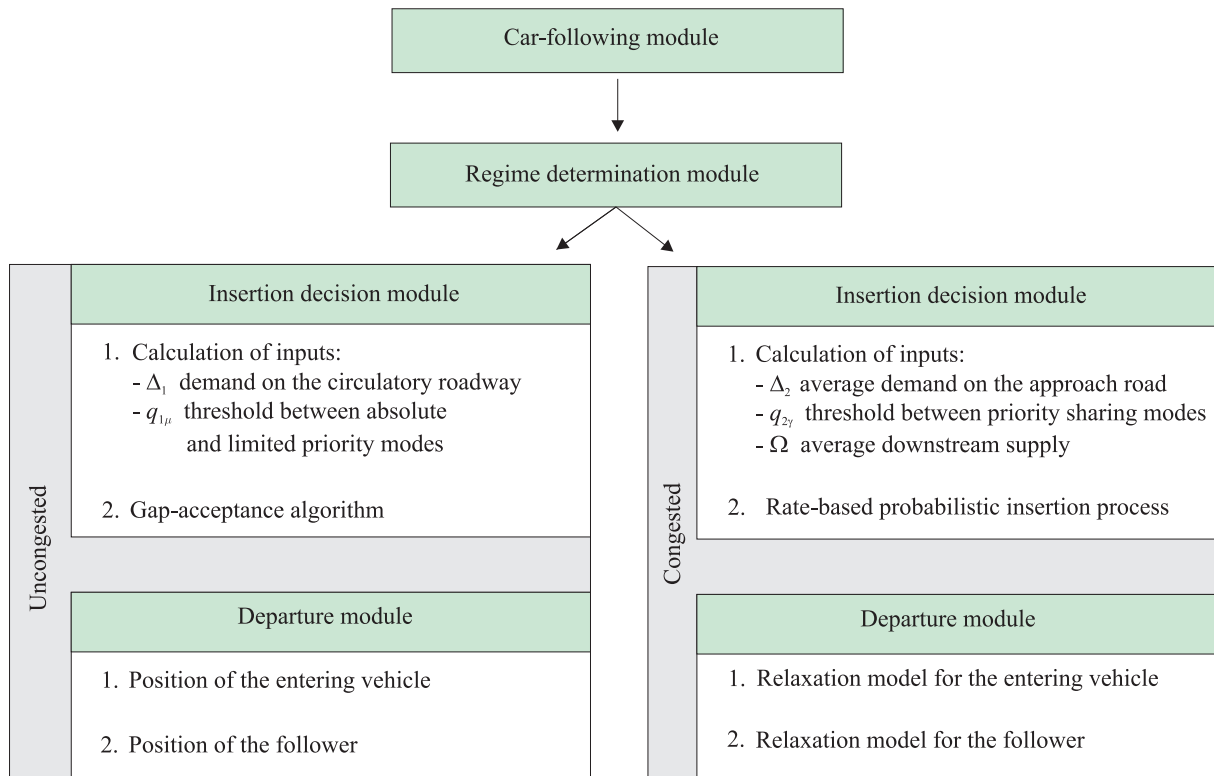 Car-following module
Regime determination module
Uncongested
Insertion decision module
1. Calculation of inputs:
- Δ₁ demand on the circulatory roadway
- q₁μ threshold between absolute
and limited priority modes
2. Gap-acceptance algorithm
Departure module
1. Position of the entering vehicle
2. Position of the follower
Congested
Insertion decision module
1. Calculation of inputs:
- Δ₂ average demand on the approach road
- q₂γ threshold between priority sharing modes
- Ω average downstream supply
2. Rate-based probabilistic insertion process
Departure module
1. Relaxation model for the entering vehicle
2. Relaxation model for the follower